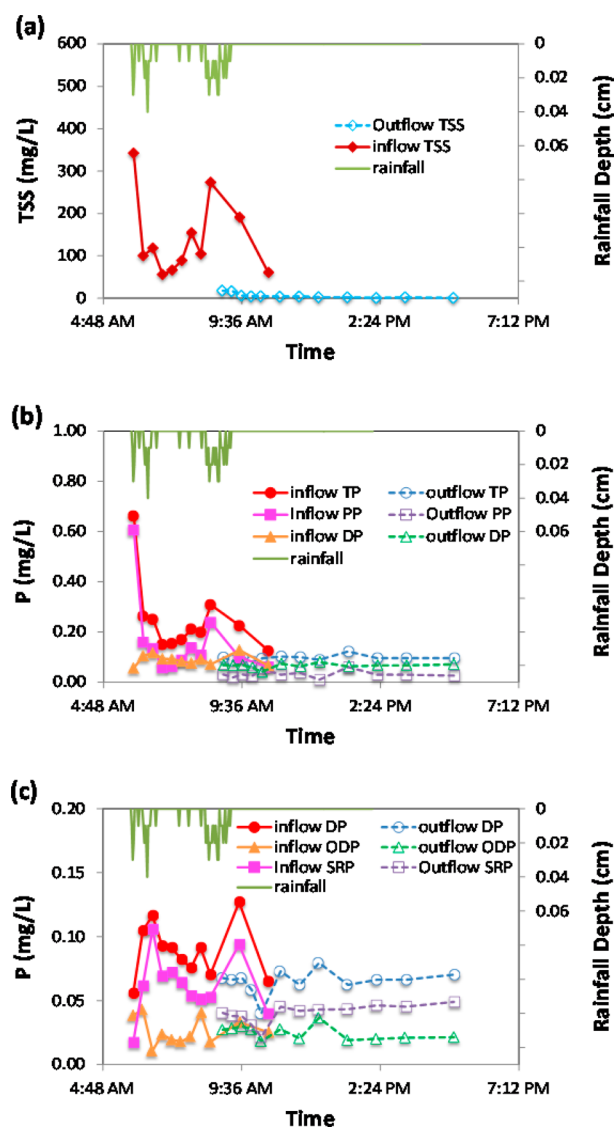 (a)
600
500
400
300
200
100
0
TSS (mg/L)
Outflow TSS
inflow TSS
rainfall
0
0.02
0.04
0.06
Rainfall Depth (cm)
4:48 AM 9:36 AM 2:24 PM 7:12 PM
Time
(b)
1.00
0.80
0.60
0.40
0.20
0.00
P (mg/L)
inflow TP outflow TP
Inflow PP Outflow PP
inflow DP outflow DP
rainfall
0
0.02
0.04
0.06
Rainfall Depth (cm)
4:48 AM 9:36 AM 2:24 PM 7:12 PM
Time
(c)
0.20
0.15
0.10
0.05
0.00
P (mg/L)
inflow DP outflow DP
inflow ODP outflow ODP
Inflow SRP Outflow SRP
rainfall
0
0.02
0.04
0.06
Rainfall Depth (cm)
4:48 AM 9:36 AM 2:24 PM 7:12 PM
Time